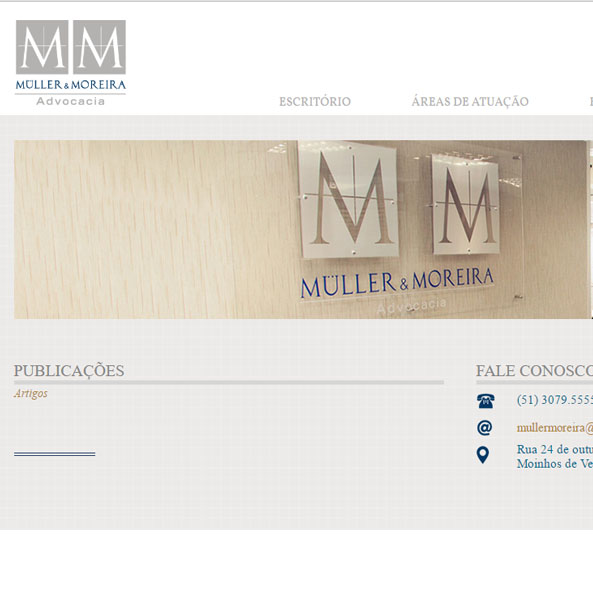 MM
MÜLLER & MOREIRA
Advocacia
ESCRITÓRIO
ÁREAS DE ATUAÇÃO
MM
MÜLLER & MOREIRA
Advocacia
PUBLICAÇÕES
Artigos
FALE CONOSCO
(51) 3079.5555
@ mullermoreira@
Rua 24 de outu
Moinhos de Ve